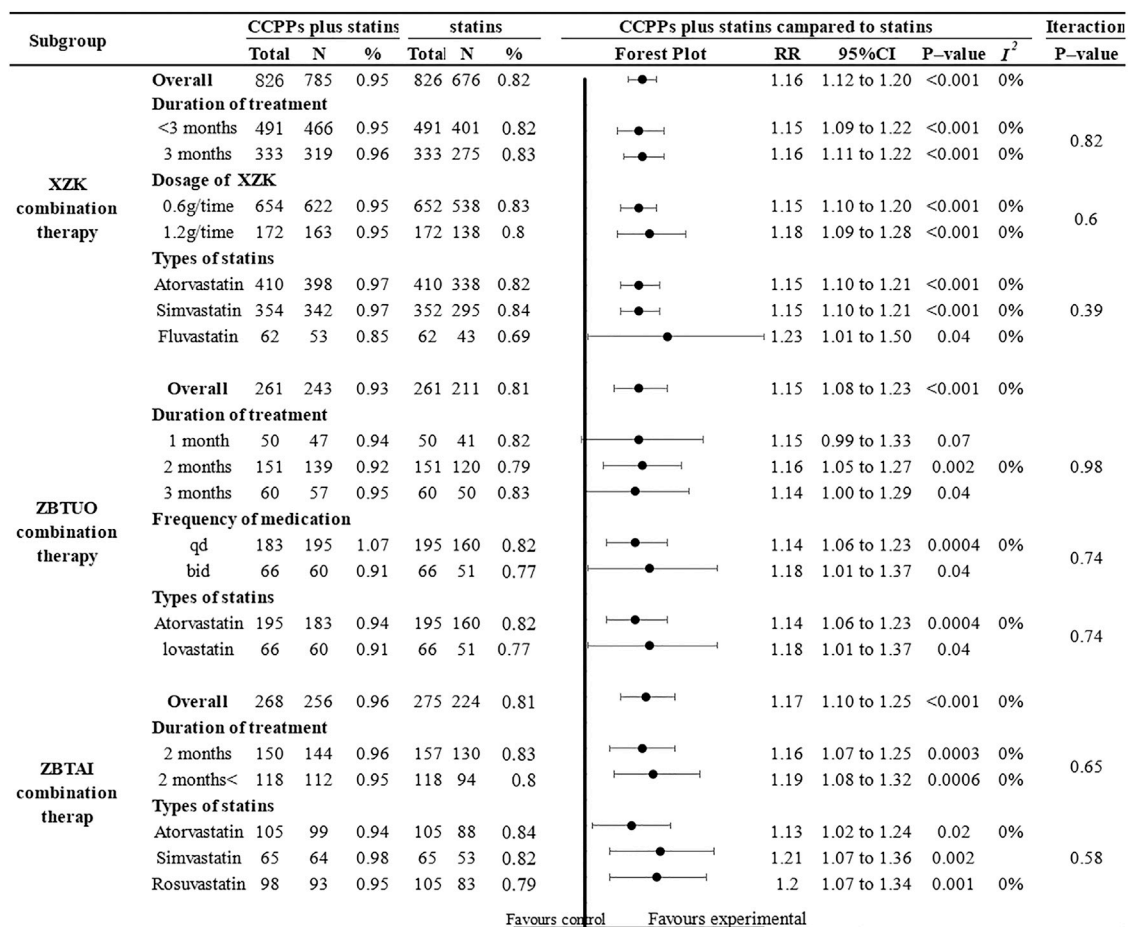 Subgroup CCPPs plus statins statins CCPPs plus statins campared to statins Iteraction
Total N % Total N % Forest Plot RR 95%CI P–value I² P–value
Overall 826 785 0.95 826 676 0.82 1.16 1.12 to 1.20 <0.001 0%
Duration of treatment
<3 months 491 466 0.95 491 401 0.82 1.15 1.09 to 1.22 <0.001 0%
0.82
3 months 333 319 0.96 333 275 0.83 1.16 1.11 to 1.22 <0.001 0%
XZK
combination
therapy
Dosage of XZK
0.6g/time 654 622 0.95 652 538 0.83 1.15 1.10 to 1.20 <0.001 0%
0.6
1.2g/time 172 163 0.95 172 138 0.8 1.18 1.09 to 1.28 <0.001 0%
Types of statins
Atorvastatin 410 398 0.97 410 338 0.82 1.15 1.10 to 1.21 <0.001 0%
Simvastatin 354 342 0.97 352 295 0.84 1.15 1.10 to 1.21 <0.001 0% 0.39
Fluvastatin 62 53 0.85 62 43 0.69 1.23 1.01 to 1.50 0.04 0%
Overall 261 243 0.93 261 211 0.81 1.15 1.08 to 1.23 <0.001 0%
Duration of treatment
1 month 50 47 0.94 50 41 0.82 1.15 0.99 to 1.33 0.07
2 months 151 139 0.92 151 120 0.79 1.16 1.05 to 1.27 0.002 0% 0.98
3 months 60 57 0.95 60 50 0.83 1.14 1.00 to 1.29 0.04
ZBTUO
combination
therapy
Frequency of medication
qd 183 195 1.07 195 160 0.82 1.14 1.06 to 1.23 0.0004 0%
0.74
bid 66 60 0.91 66 51 0.77 1.18 1.01 to 1.37 0.04
Types of statins
Atorvastatin 195 183 0.94 195 160 0.82 1.14 1.06 to 1.23 0.0004 0%
0.74
lovastatin 66 60 0.91 66 51 0.77 1.18 1.01 to 1.37 0.04
Overall 268 256 0.96 275 224 0.81 1.17 1.10 to 1.25 <0.001 0%
Duration of treatment
2 months 150 144 0.96 157 130 0.83 1.16 1.07 to 1.25 0.0003 0%
0.65
2 months< 118 112 0.95 118 94 0.8 1.19 1.08 to 1.32 0.0006 0%
ZBTAI
combination
therap
Types of statins
Atorvastatin 105 99 0.94 105 88 0.84 1.13 1.02 to 1.24 0.02 0%
Simvastatin 65 64 0.98 65 53 0.82 1.21 1.07 to 1.36 0.002 0.58
Rosuvastatin 98 93 0.95 105 83 0.79 1.2 1.07 to 1.34 0.001 0%
Favours control Favours experimental